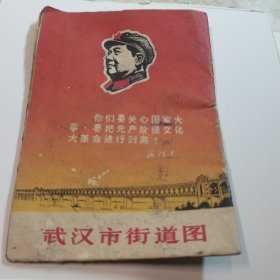 你们要关心国家大
事，要把无产阶级文化
大革命进行到底！
武汉市街道图